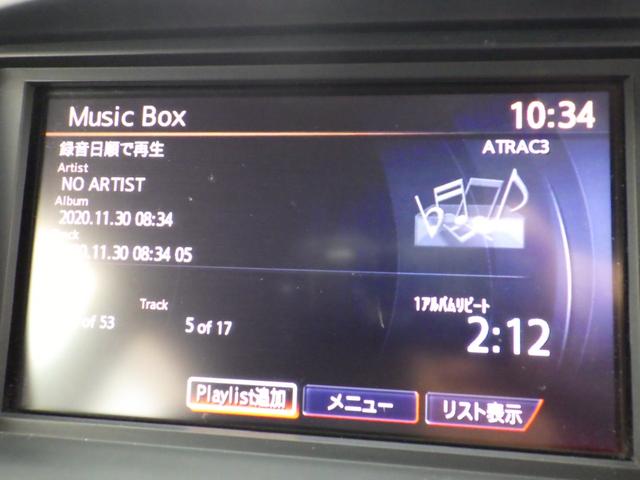 Music Box
10:34
録音日順で再生
ATRAC3
Artist
NO ARTIST
Album
2020.11.30 08:34
11.30 08:34 05
Track
of 53
5 of 17
1アルバムリピート
2:12
Playlist追加
メニュー
リスト表示